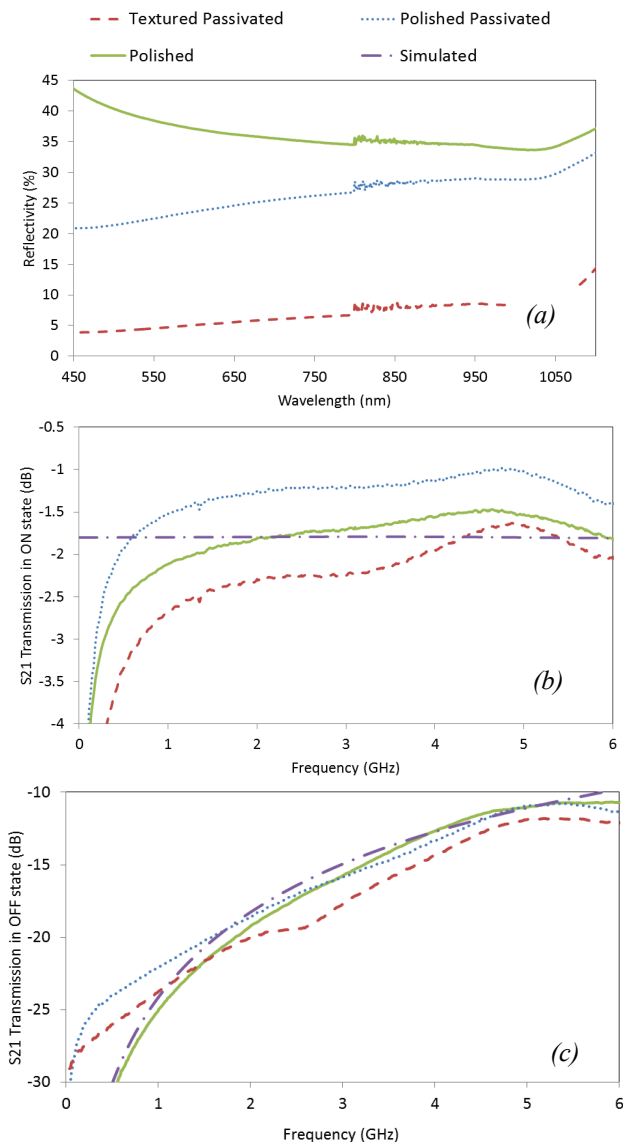 Textured Passivated
Polished Passivated
Polished
Simulated
45
40
35
30
25
20
15
10
5
0
Reflectivity (%)
(a)
450 550 650 750 850 950 1050
Wavelength (nm)
-0.5
-1
-1.5
-2
-2.5
-3
-3.5
-4
S21 Transmission in ON state (dB)
(b)
0 1 2 3 4 5 6
Frequency (GHz)
-10
-15
-20
-25
-30
S21 Transmission in OFF state (dB)
(c)
0 1 2 3 4 5 6
Frequency (GHz)